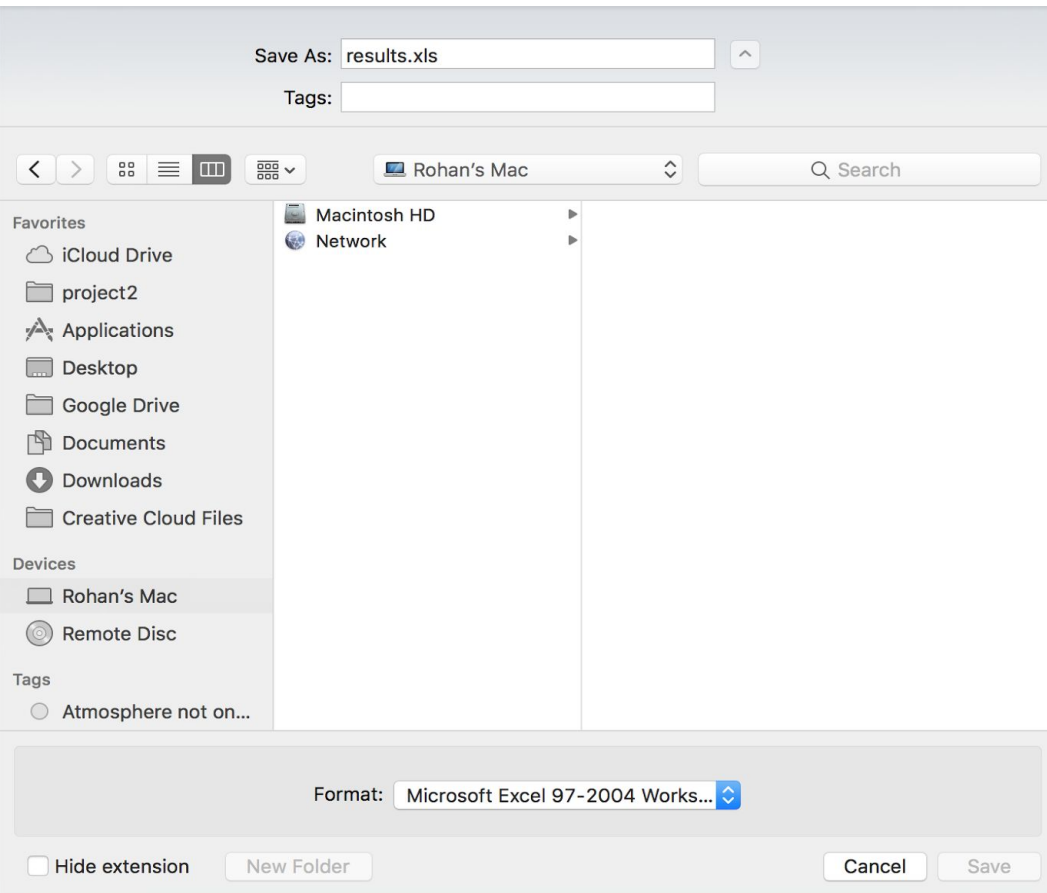 Save As: results.xls
Tags:
Rohan's Mac Search
Favorites
iCloud Drive
project2
Applications
Desktop
Google Drive
Documents
Downloads
Creative Cloud Files
Devices
Rohan's Mac
Remote Disc
Tags
Atmosphere not on...
Macintosh HD
Network
Format: Microsoft Excel 97-2004 Works...
Hide extension New Folder Cancel Save